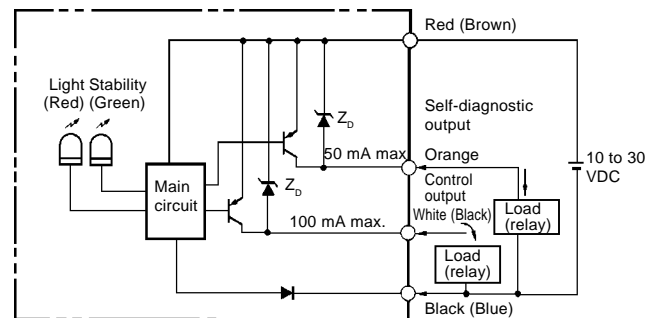 Red (Brown)
Light Stability
(Red) (Green)
Z_D
Self-diagnostic
output
50 mA max.
Orange
10 to 30
VDC
Main
circuit
Z_D
Control
output
White (Black)
Load
(relay)
100 mA max.
Load
(relay)
Black (Blue)